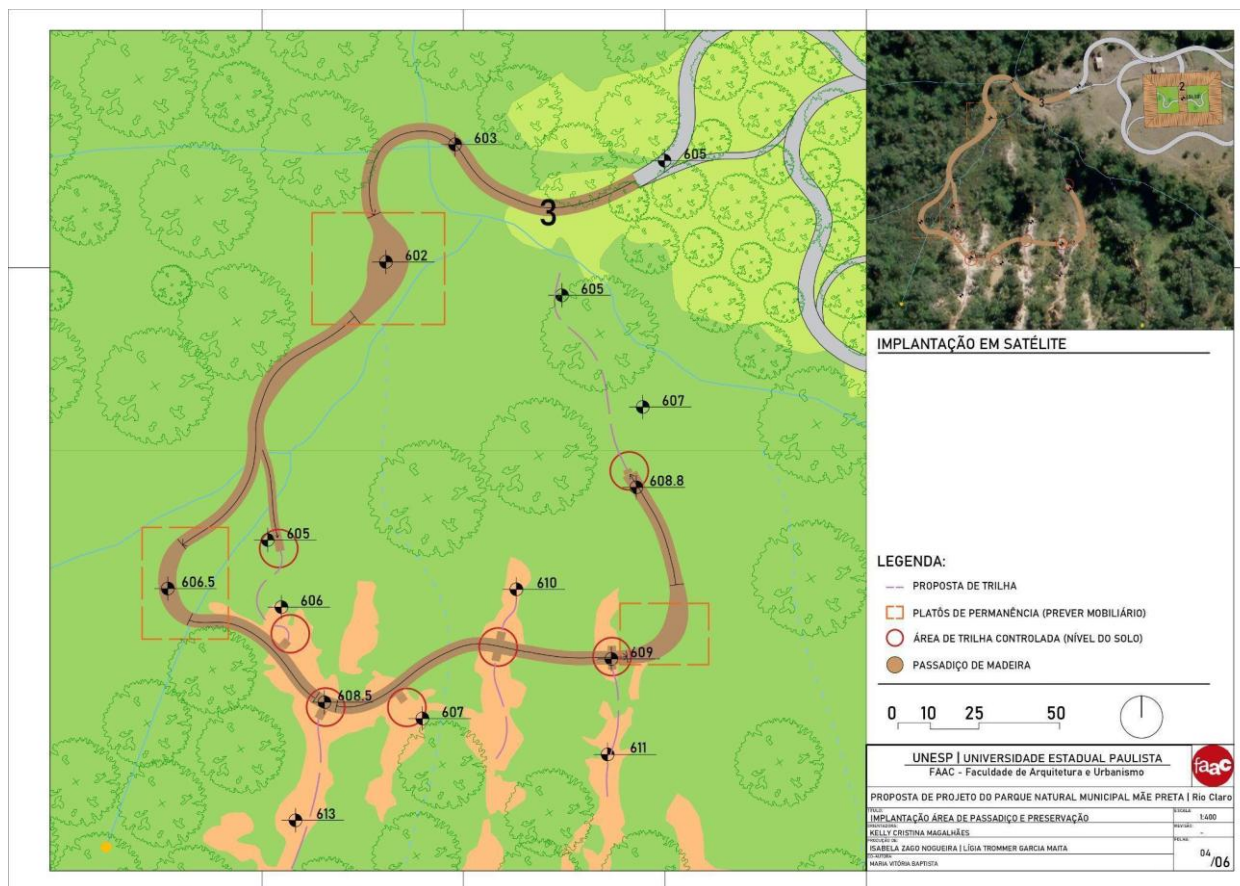 603
605
3
602
605
607
608.8
605
606.5
606
610
609
608.5
607
611
613
2
3
IMPLANTAÇÃO EM SATÉLITE
LEGENDA:
PROPOSTA DE TRILHA
PLATÔS DE PERMANÊNCIA (PREVER MOBILIÁRIO)
ÁREA DE TRILHA CONTROLADA (NÍVEL DO SOLO)
PASSADIÇO DE MADEIRA
0 10 25 50
UNESP | UNIVERSIDADE ESTADUAL PAULISTA
FAAC - Faculdade de Arquitetura e Urbanismo
faac
PROPOSTA DE PROJETO DO PARQUE NATURAL MUNICIPAL MÃE PRETA | Rio Claro
TÍTULO:
IMPLANTAÇÃO ÁREA DE PASSADIÇO E PRESERVAÇÃO
ESCALA:
1:400
KELLY CRISTINA MAGALHÃES
REVISÃO:
-
ISABELA ZAGO NOGUEIRA | LÍGIA TROMMER GARCIA MAITA
FOLHA:
04
/06
MARIA VITÓRIA BAPTISTA